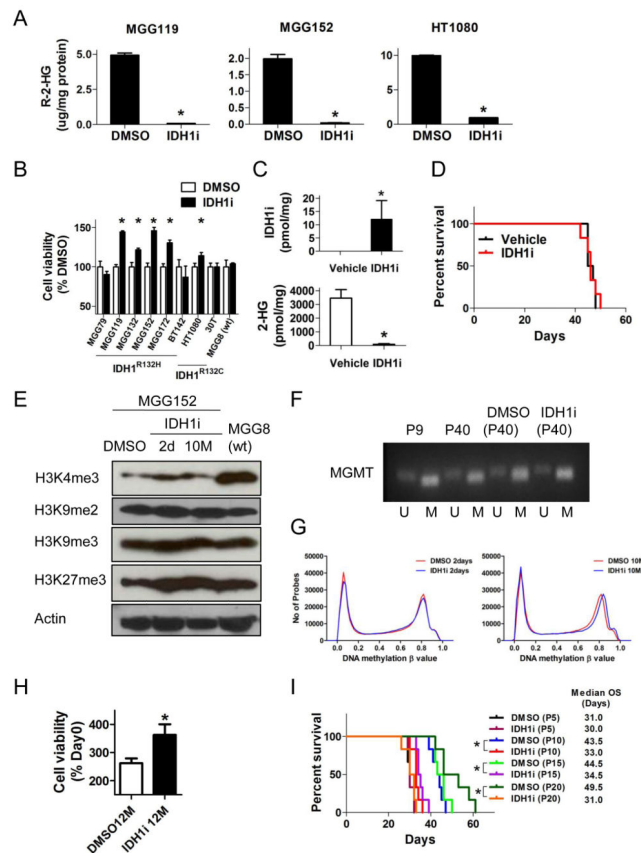 A
MGG119
MGG152
HT1080
R-2-HG
(ug/mg protein)
5.0
2.5
0.0
*
DMSO
IDH1i
2.0
1.5
1.0
0.5
0.0
*
DMSO
IDH1i
10
5
0
*
DMSO
IDH1i
B
DMSO
IDH1i
Cell viability
(% DMSO)
150
100
* * * * *
MGG79
MGG119
MGG132
MGG152
MGG172
BT142
HT1080
30T
MGG8 (wt)
IDH1R132H
IDH1R132C
C
IDH1i
(pmol/mg)
20
15
10
5
0
*
Vehicle IDH1i
2-HG
(pmol/mg)
4000
3000
2000
1000
0
*
Vehicle IDH1i
D
Percent survival
100
50
0
Vehicle
IDH1i
0 20 40 60
Days
E
MGG152
IDH1i
MGG8
(wt)
DMSO
2d 10M
H3K4me3
H3K9me2
H3K9me3
H3K27me3
Actin
F
P9
P40
DMSO
(P40)
IDH1i
(P40)
MGMT
U M U M U M U M
G
No of Probes
50000
40000
30000
20000
10000
0
DMSO 2days
IDH1i 2days
0.0 0.2 0.4 0.6 0.8 1.0
DNA methylation β value
50000
40000
30000
20000
10000
0
DMSO 10M
IDH1i 10M
0.0 0.2 0.4 0.6 0.8 1.0
DNA methylation β value
H
Cell viability
(% Day0)
400
300
200
*
DMSO12M
IDH1i 12M
I
Percent survival
100
50
0
0 20 40 60
Days
Median OS
(Days)
DMSO (P5) 31.0
IDH1i (P5) 30.0
DMSO (P10) 43.5
* IDH1i (P10) 33.0
DMSO (P15) 44.5
* IDH1i (P15) 34.5
DMSO (P20) 49.5
* IDH1i (P20) 31.0